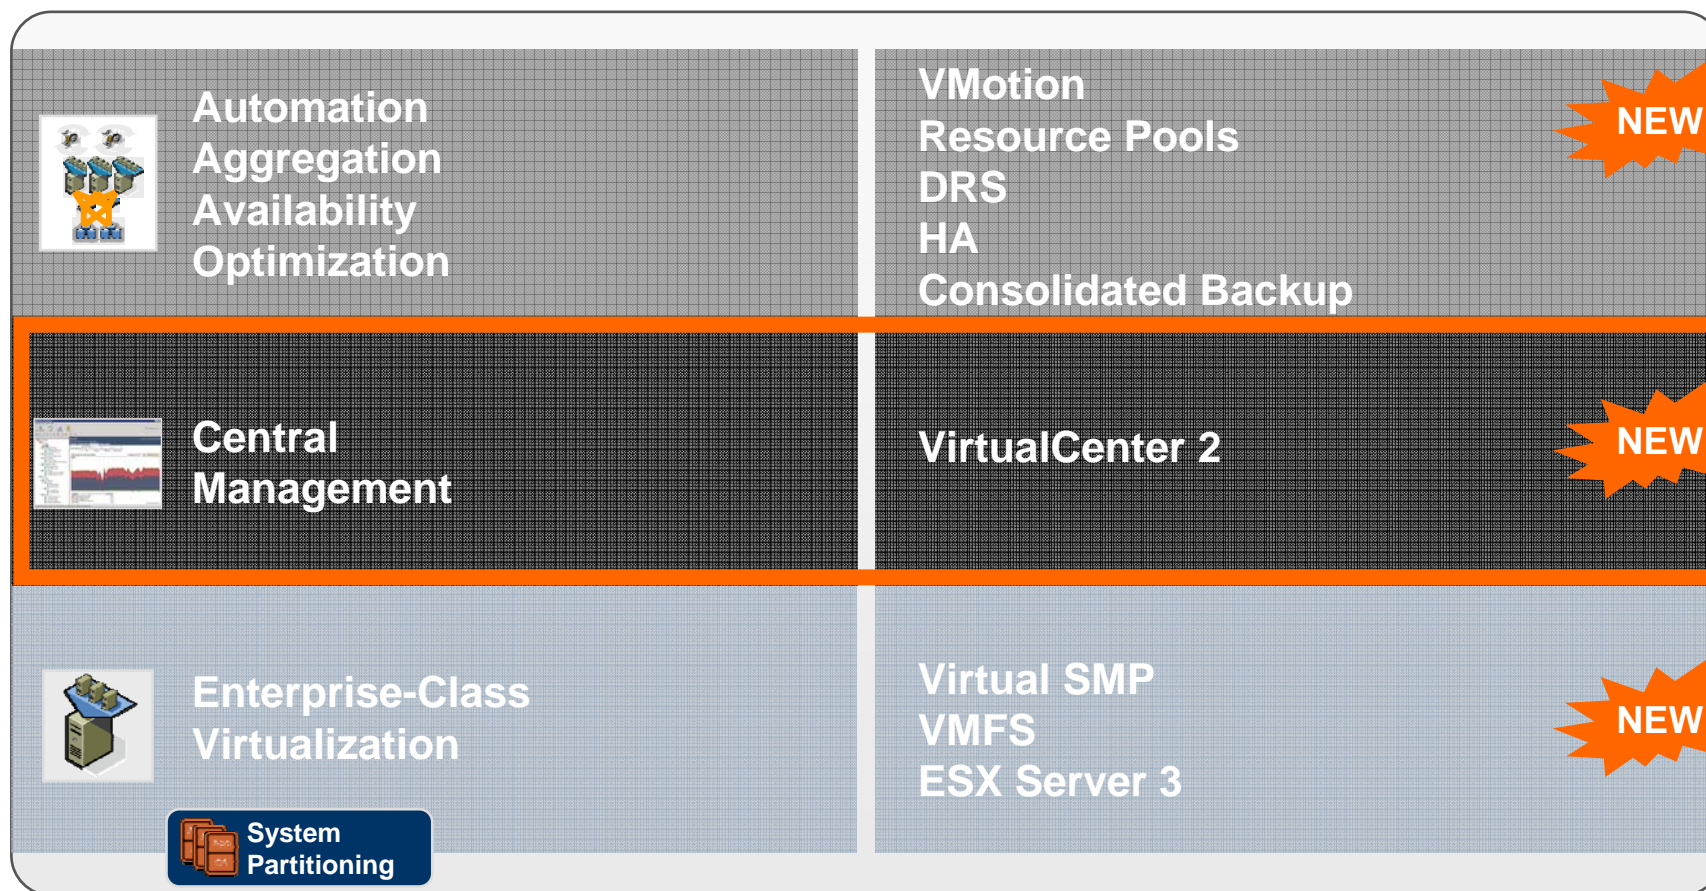 Automation
Aggregation
Availability
Optimization
VMotion
Resource Pools
DRS
HA
Consolidated Backup
NEW
Central
Management
VirtualCenter 2
NEW
Enterprise-Class
Virtualization
Virtual SMP
VMFS
ESX Server 3
NEW
System
Partitioning